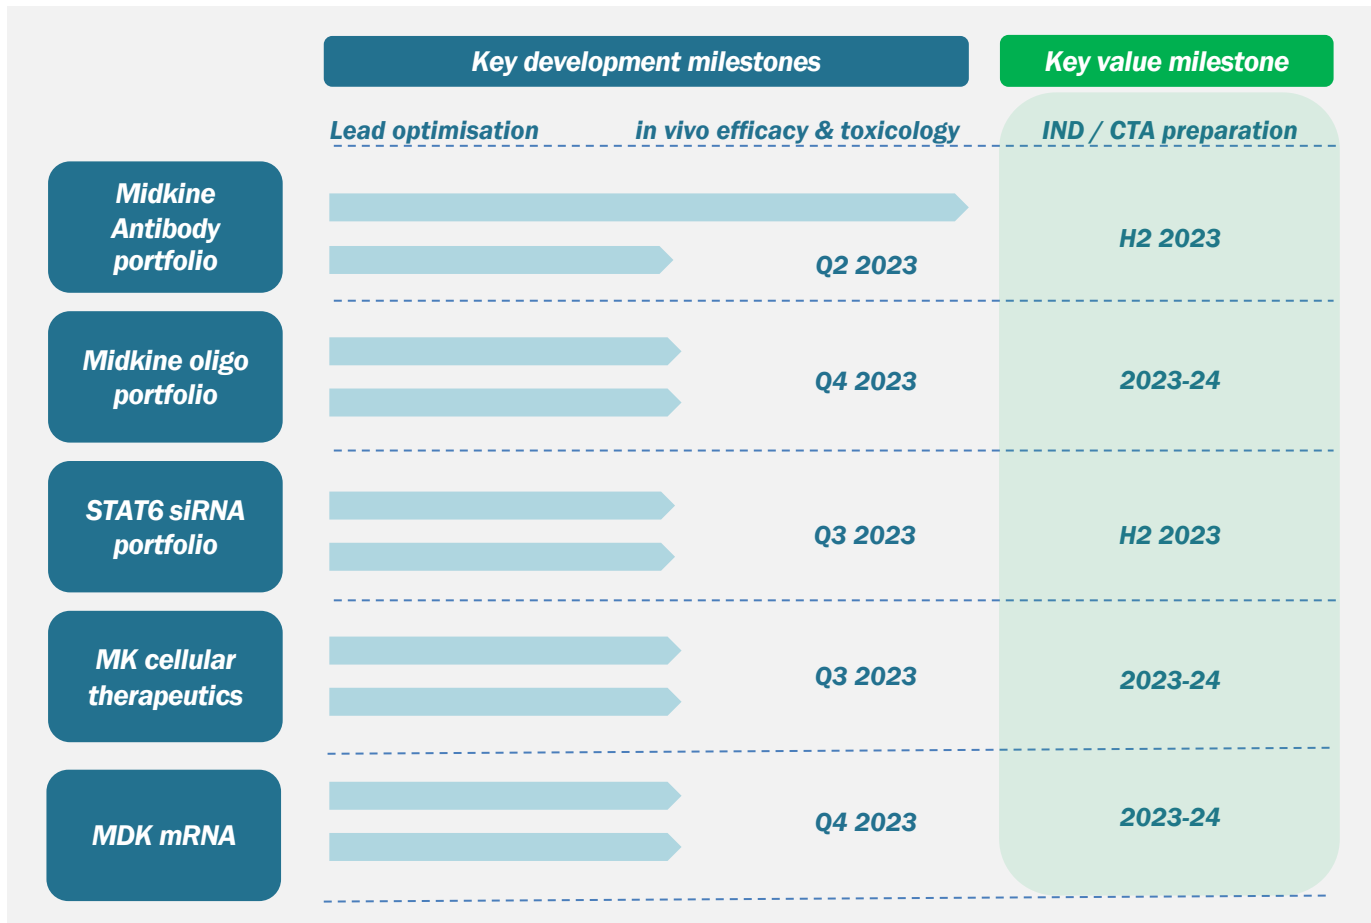 Key development milestones
Key value milestone
Lead optimisation
in vivo efficacy & toxicology
IND / CTA preparation
Midkine
Antibody
portfolio
Q2 2023
H2 2023
Midkine oligo
portfolio
Q4 2023
2023-24
STAT6 siRNA
portfolio
Q3 2023
H2 2023
MK cellular
therapeutics
Q3 2023
2023-24
MDK mRNA
Q4 2023
2023-24